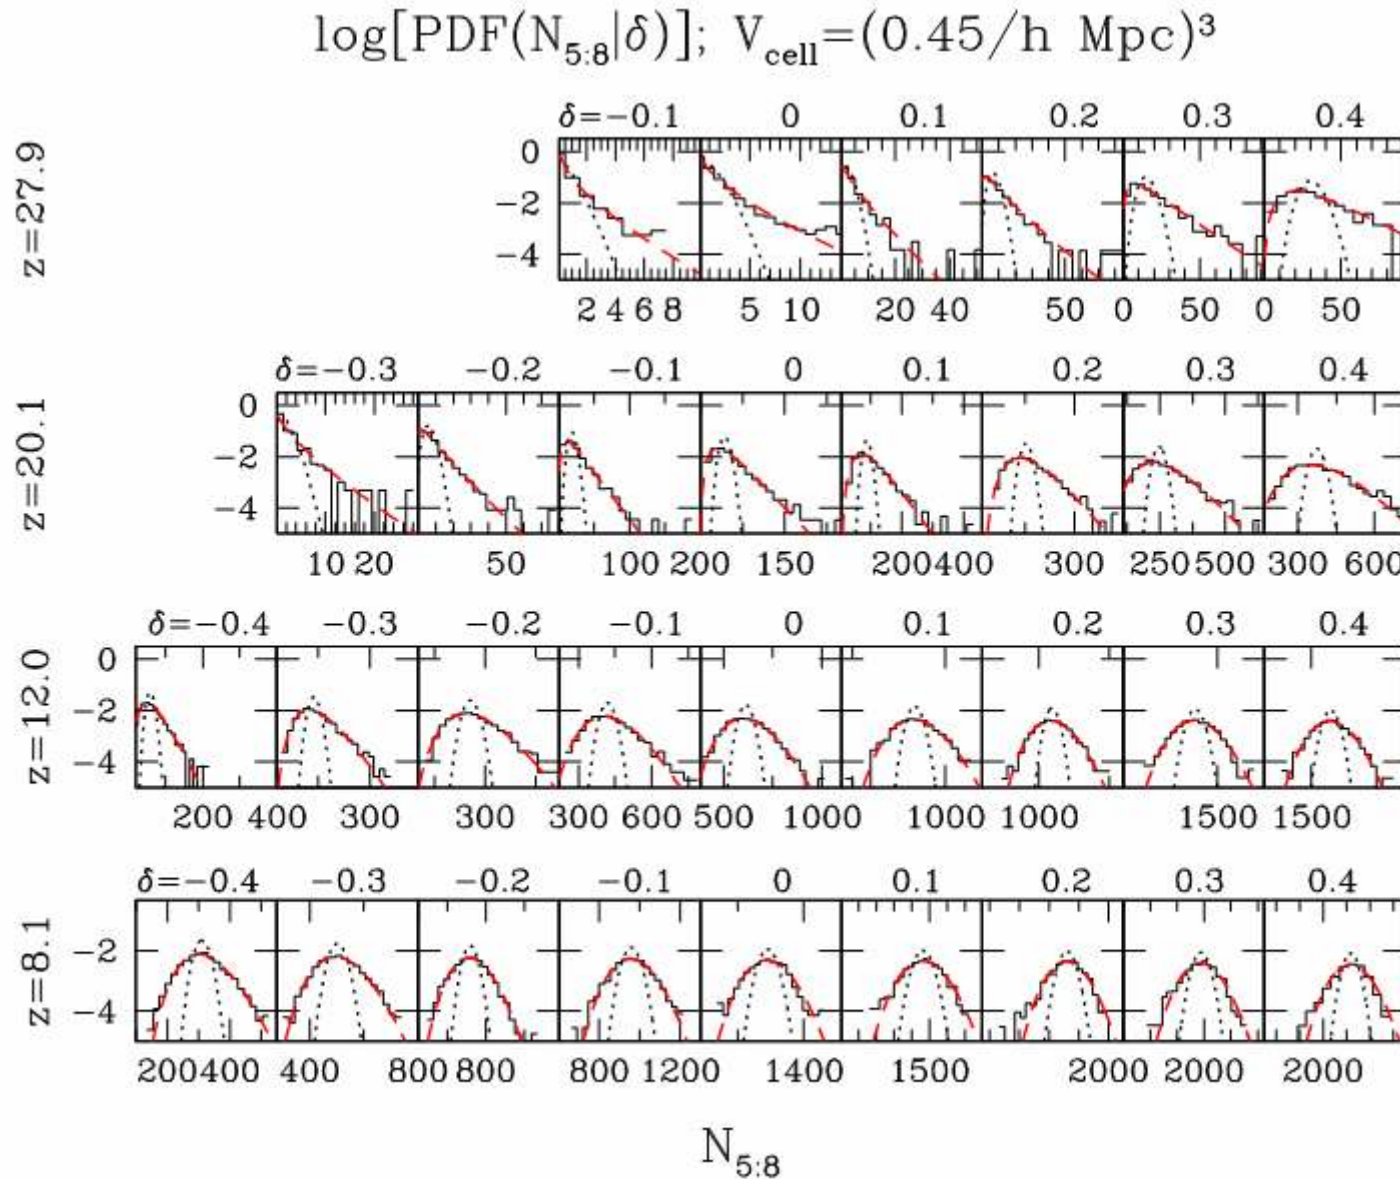 log[PDF(N5:8|δ)]; Vcell=(0.45/h Mpc)³
δ=−0.1 0 0.1 0.2 0.3 0.4
z=27.9
0
−2
−4
2 4 6 8 5 10 20 40 50 0 50 0 50
δ=−0.3 −0.2 −0.1 0 0.1 0.2 0.3 0.4
z=20.1
0
−2
−4
10 20 50 100 200 150 200 400 300 250 500 300 600
δ=−0.4 −0.3 −0.2 −0.1 0 0.1 0.2 0.3 0.4
z=12.0
0
−2
−4
200 400 300 300 300 600 500 1000 1000 1000 1500 1500
δ=−0.4 −0.3 −0.2 −0.1 0 0.1 0.2 0.3 0.4
z=8.1
−2
−4
200 400 400 800 800 800 1200 1400 1500 2000 2000 2000
N5:8